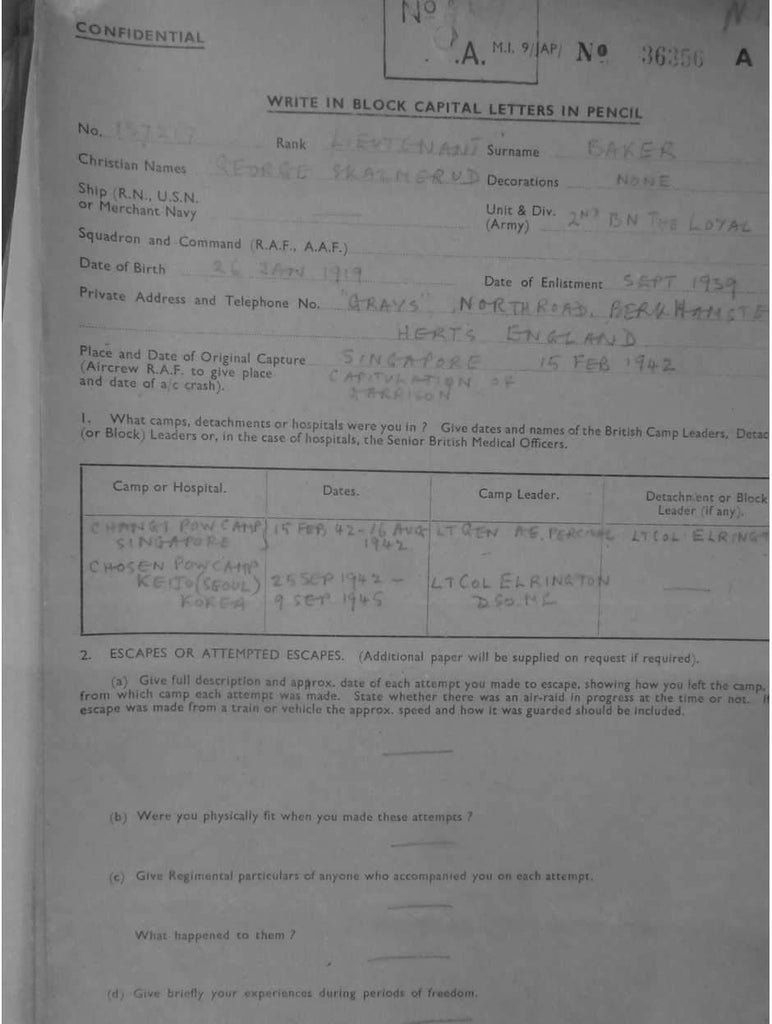 CONFIDENTIAL
No
.A. M.I. 9/JAP/ No 36356 A
WRITE IN BLOCK CAPITAL LETTERS IN PENCIL
No. 137217 Rank LIEUTENANT Surname BAKER
Christian Names GEORGE SKALMERUD Decorations NONE
Ship (R.N., U.S.N.
or Merchant Navy
Unit & Div. 2ND BN THE LOYAL
(Army)
Squadron and Command (R.A.F., A.A.F.)
Date of Birth 26 JAN 1919 Date of Enlistment SEPT 1939
Private Address and Telephone No. "GRAYS", NORTH ROAD, BERKHAMSTE
HERTS ENGLAND
Place and Date of Original Capture SINGAPORE 15 FEB 1942
(Aircrew R.A.F. to give place CAPITULATION OF
and date of a/c crash). GARRISON
1. What camps, detachments or hospitals were you in ? Give dates and names of the British Camp Leaders, Detac
(or Block) Leaders or, in the case of hospitals, the Senior British Medical Officers.
Camp or Hospital. Dates. Camp Leader. Detachment or Block
Leader (if any).
CHANGI POW CAMP } 15 FEB 42 - 16 AUG LT GEN A.E. PERCIVAL LT COL ELRINGT
SINGAPORE 1942
CHOSEN POW CAMP
KEIJO (SEOUL) 25 SEP 1942 - LT COL ELRINGTON
KOREA 9 SEP 1945 DSO. MC
2. ESCAPES OR ATTEMPTED ESCAPES. (Additional paper will be supplied on request if required).
(a) Give full description and approx. date of each attempt you made to escape, showing how you left the camp,
from which camp each attempt was made. State whether there was an air-raid in progress at the time or not. If
escape was made from a train or vehicle the approx. speed and how it was guarded should be included.
(b) Were you physically fit when you made these attempts ?
(c) Give Regimental particulars of anyone who accompanied you on each attempt.
What happened to them ?
(d) Give briefly your experiences during periods of freedom.